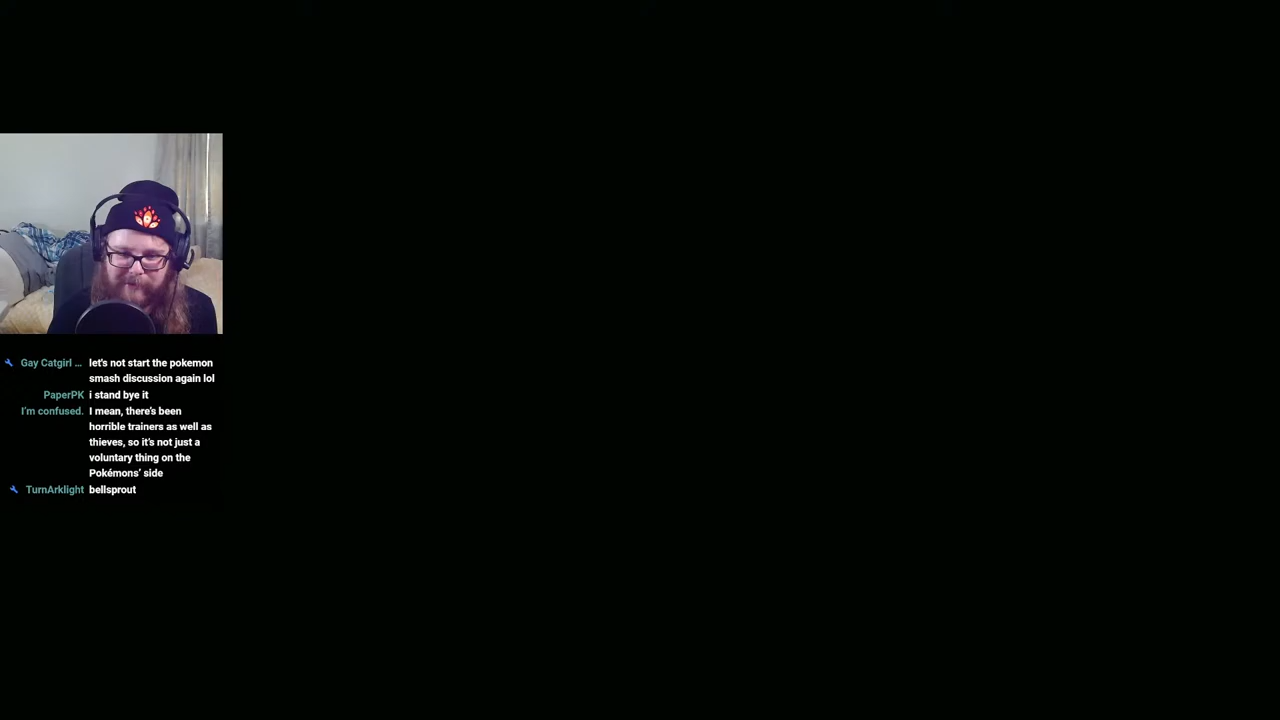 Gay Catgirl ... let's not start the pokemon
smash discussion again lol
PaperPK i stand bye it
I'm confused. I mean, there's been
horrible trainers as well as
thieves, so it's not just a
voluntary thing on the
Pokémons' side
TurnArklight bellsprout